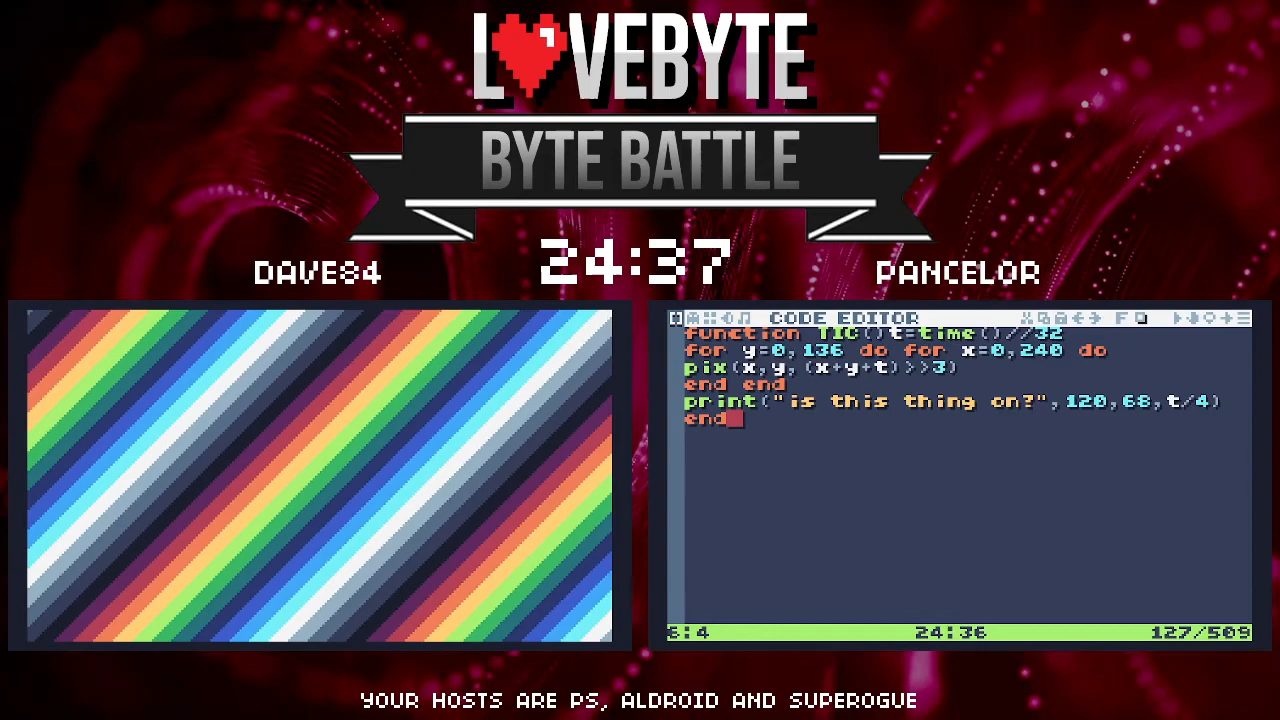 LOVEBYTE
BYTE BATTLE
24:37
DAVE84
PANCELOR
CODE EDITOR
function TIC()t=time()//32
for y=0,136 do for x=0,240 do
pix(x,y,(x+y+t)>>3)
end end
print("is this thing on?",120,68,t/4)
end
24:36
127/509
YOUR HOSTS ARE PS, ALDROID AND SUPEROGUE